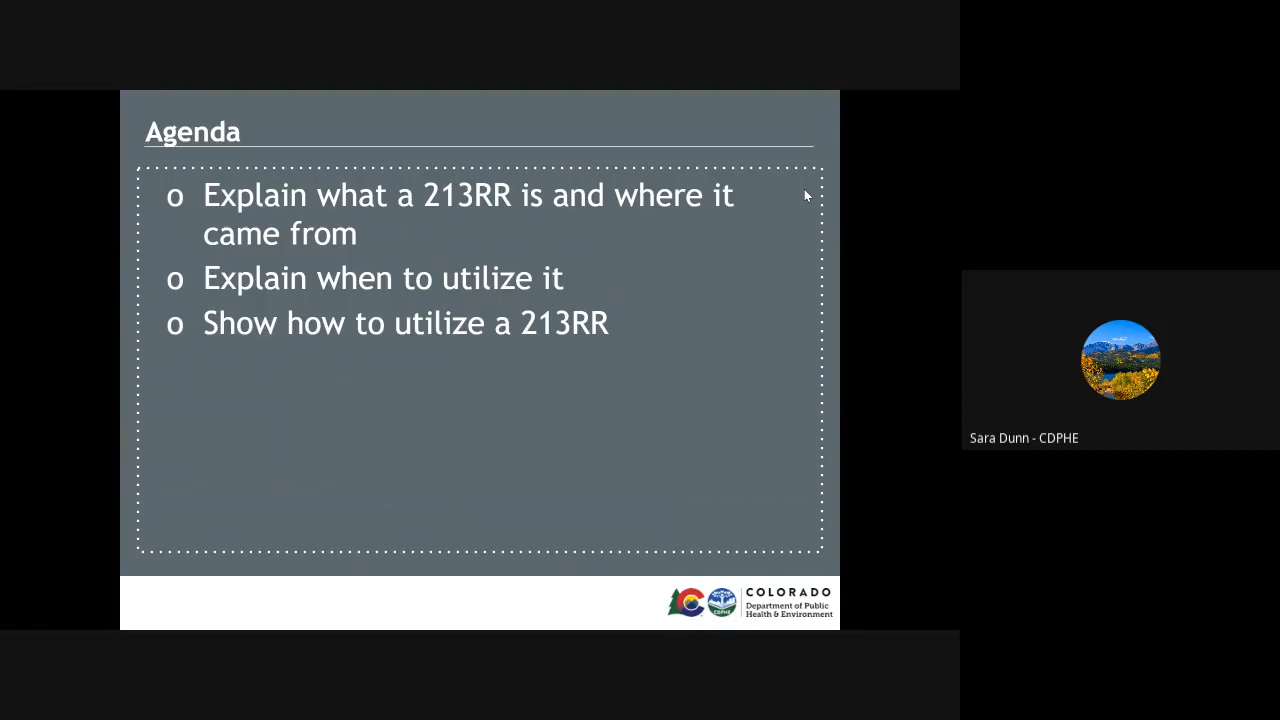 Agenda
o Explain what a 213RR is and where it
came from
o Explain when to utilize it
o Show how to utilize a 213RR
Sara Dunn - CDPHE
CDPHE
COLORADO
Department of Public
Health & Environment